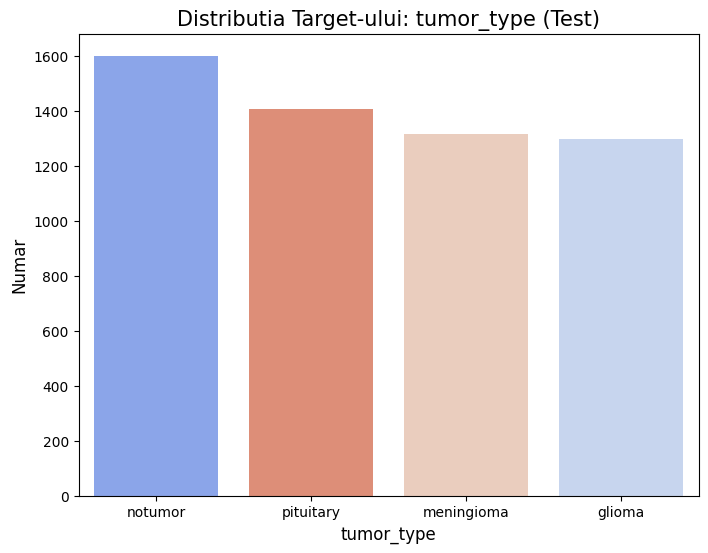 Distributia Target-ului: tumor_type (Test)
1600
1400
1200
1000
800
600
400
200
0
Numar
notumor pituitary meningioma glioma
tumor_type